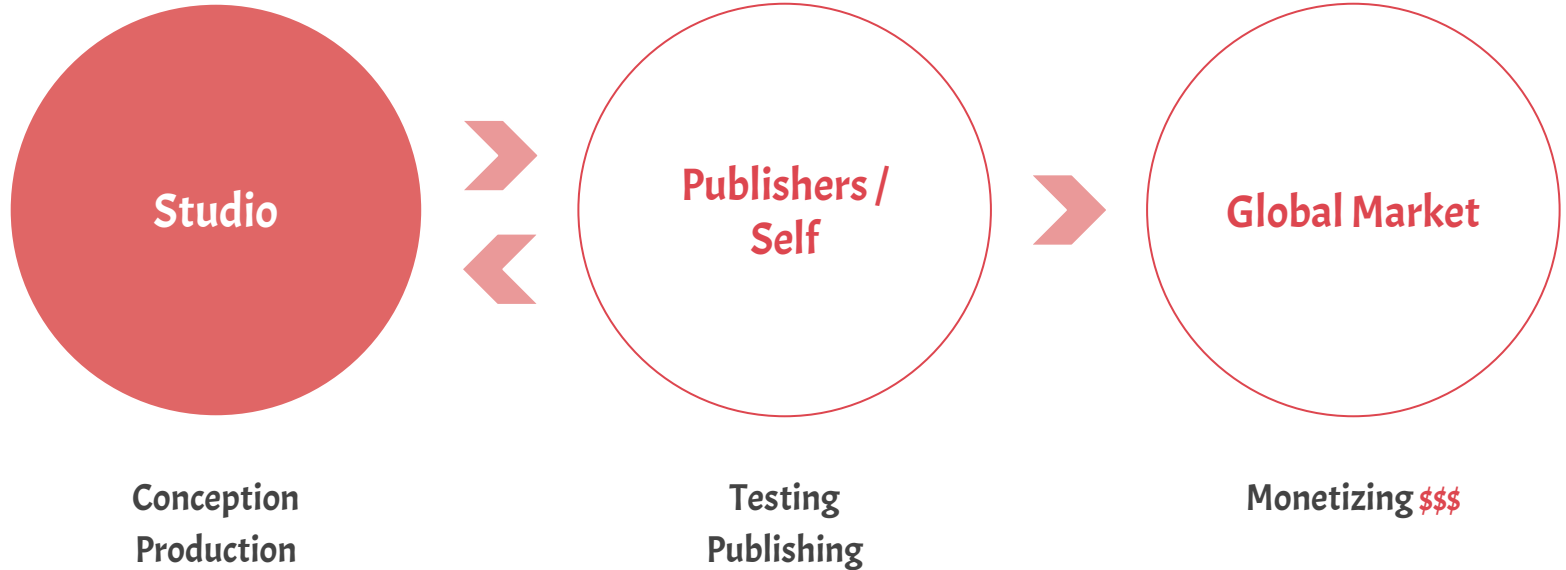 Studio
Publishers /
Self
Global Market
Conception
Production
Testing
Publishing
Monetizing $$$